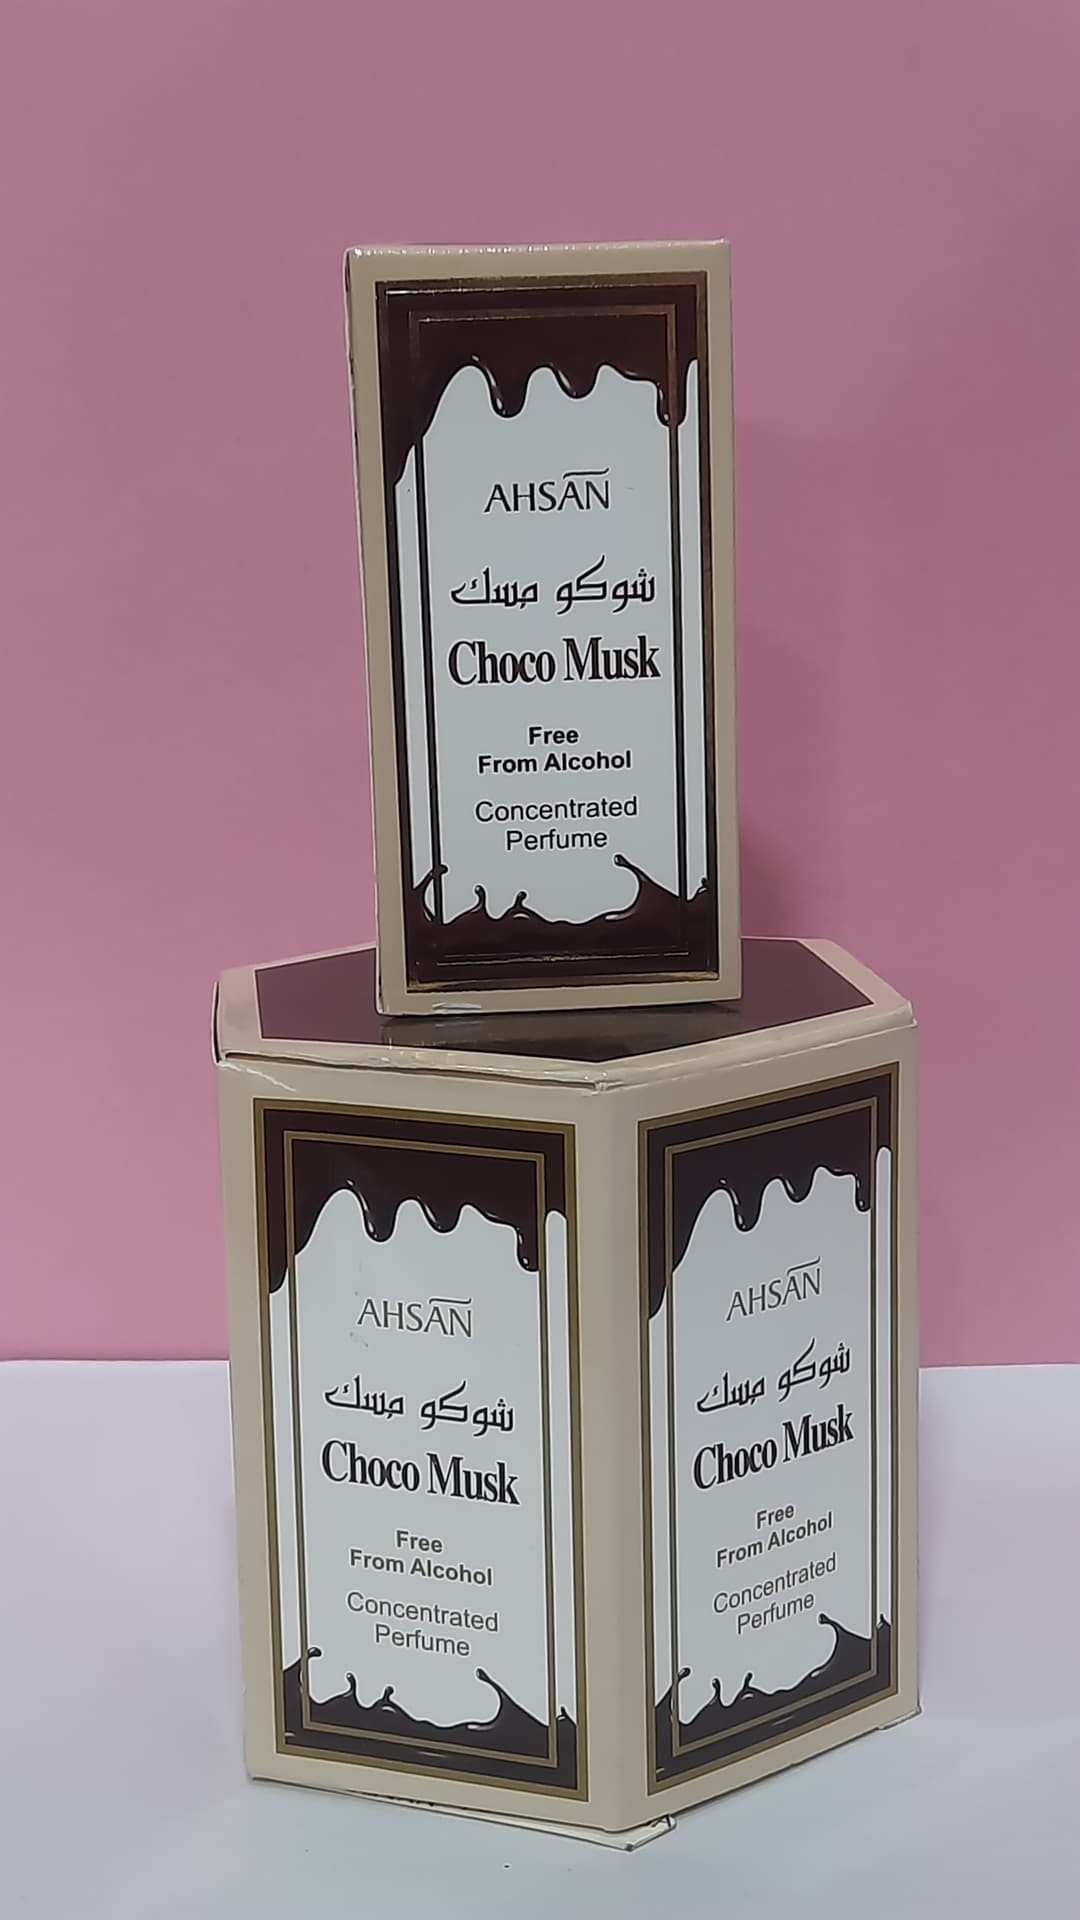 AHSAN
شوكو مسك
Choco Musk
Free
From Alcohol
Concentrated
Perfume
AHSAN
شوكو مسك
Choco Musk
Free
From Alcohol
Concentrated
Perfume
AHSAN
شوكو مسك
Choco Musk
Free
From Alcohol
Concentrated
Perfume